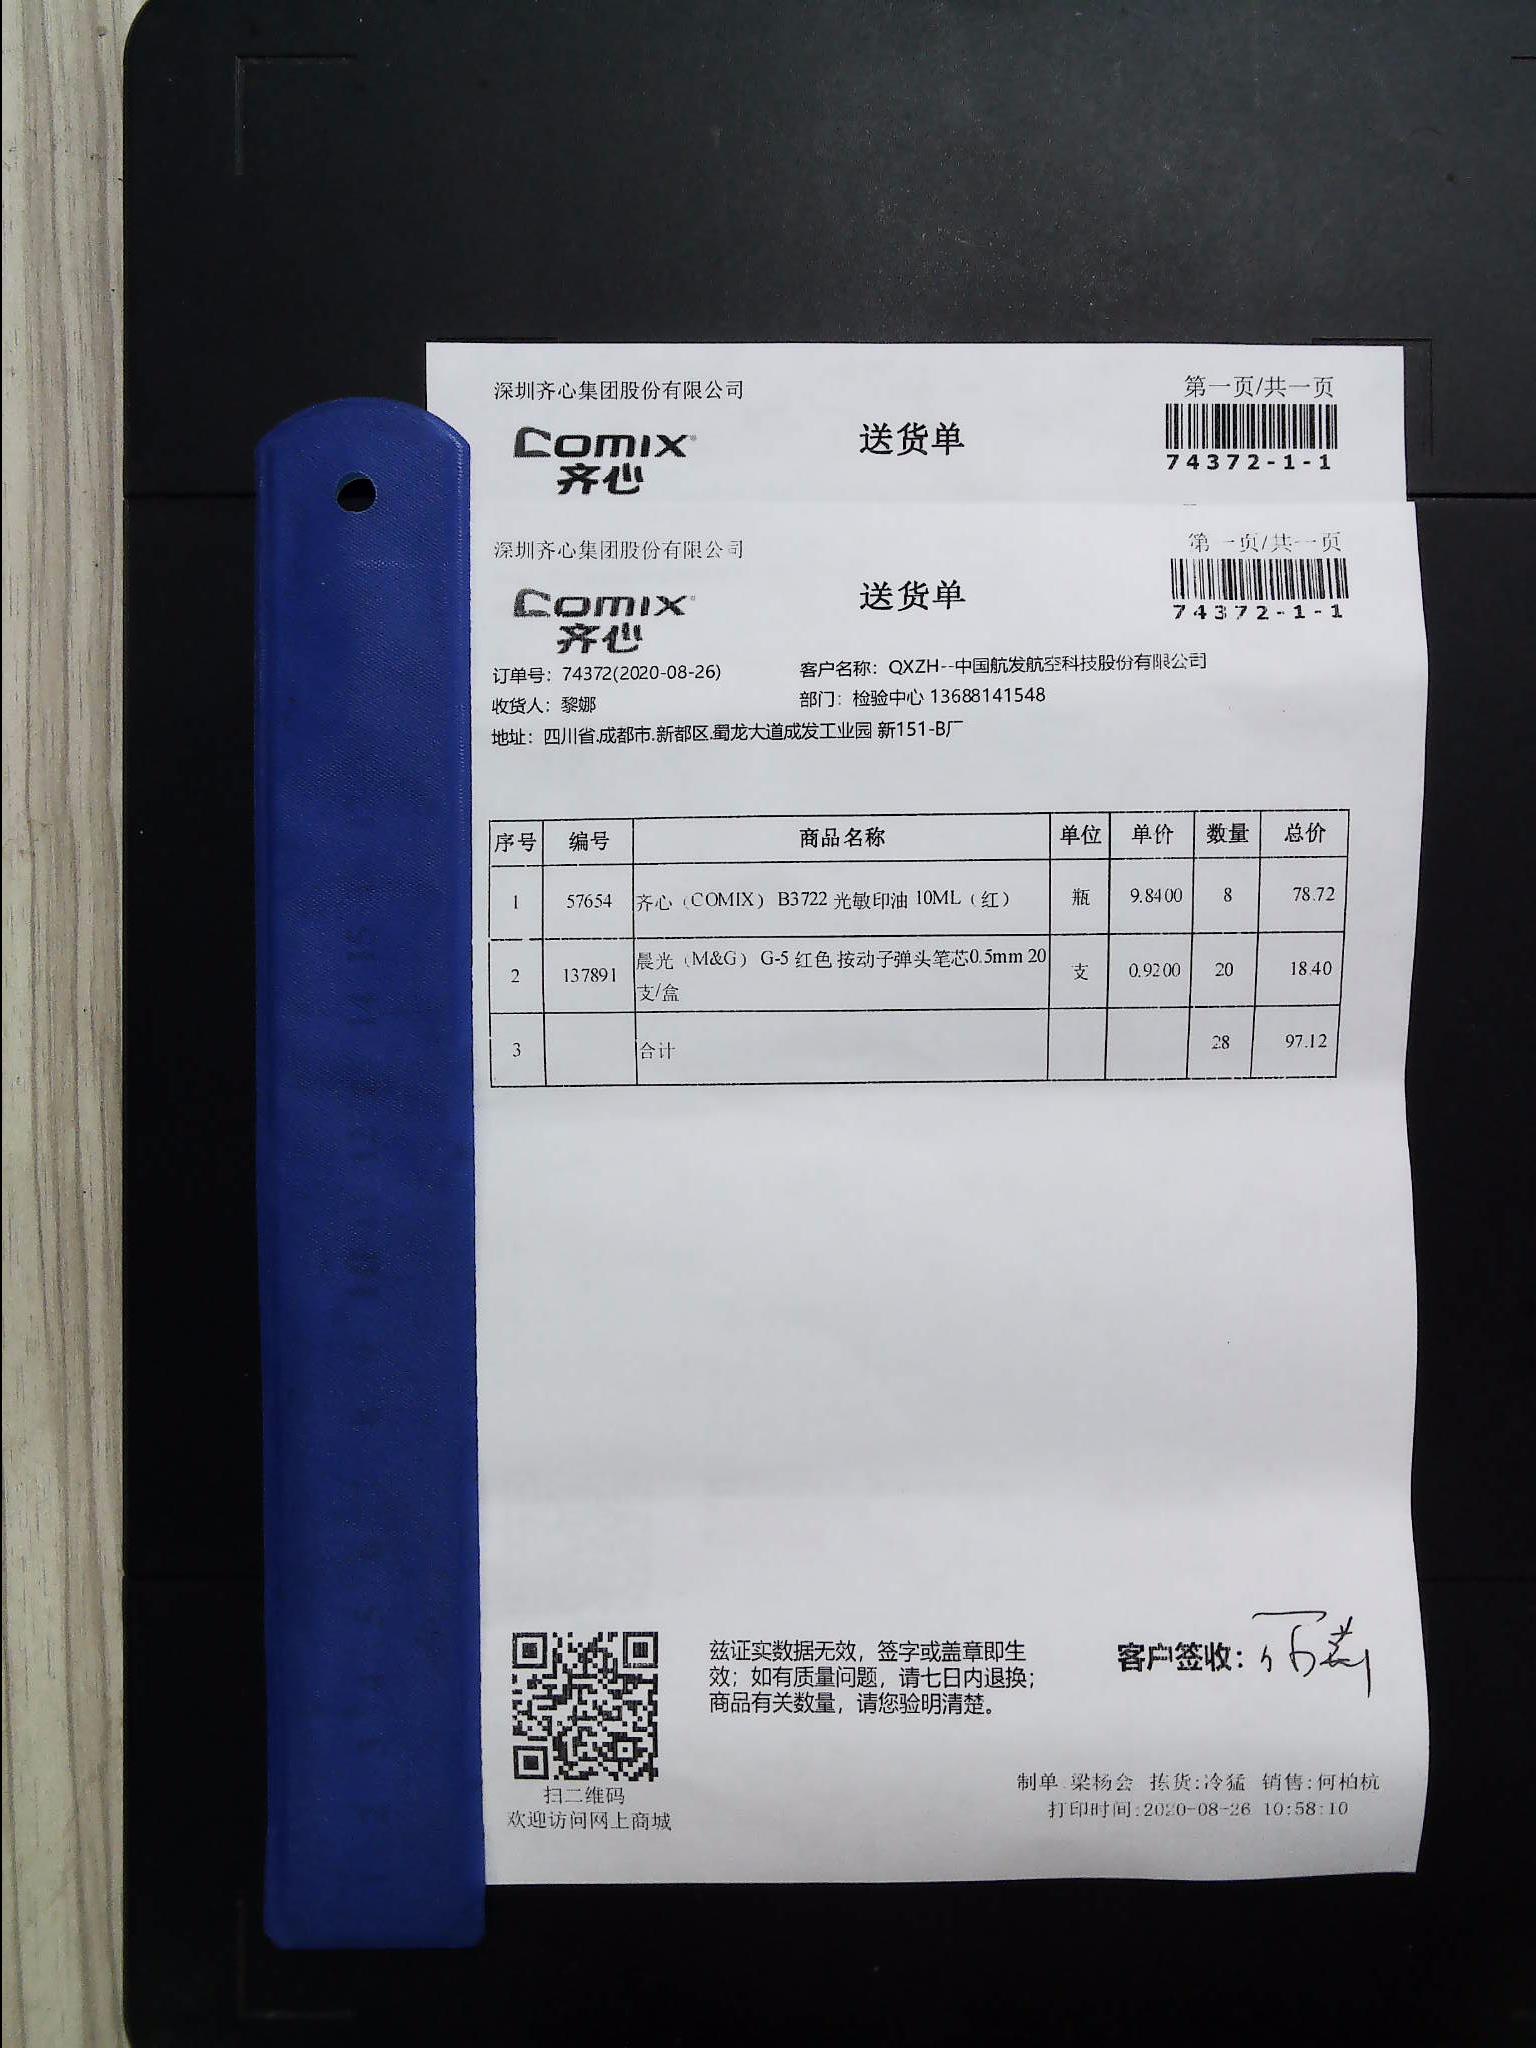 深圳齐心集团股份有限公司
第一页/共一页
comix
齐心
送货单
74372-1-1
深圳齐心集团股份有限公司
第一页/共一页
comix
齐心
送货单
74372-1-1
订单号：74372(2020-08-26) 客户名称：QXZH--中国航发航空科技股份有限公司
收货人：黎娜 部门：检验中心 13688141548
地址：四川省.成都市.新都区.蜀龙大道成发工业园 新151-B厂
序号 编号 商品名称 单位 单价 数量 总价
1 57654 齐心（COMIX） B3722 光敏印油 10ML（红） 瓶 9.8400 8 78.72
2 137891 晨光（M&G） G-5 红色 按动子弹头笔芯0.5mm 20
支/盒 支 0.9200 20 18.40
3 合计 28 97.12
兹证实数据无效，签字或盖章即生
效；如有质量问题，请七日内退换；
商品有关数量，请您验明清楚。
客户签收：
扫二维码
欢迎访问网上商城
制单 梁杨会 拣货:冷猛 销售:何柏杭
打印时间:2020-08-26 10:58:10